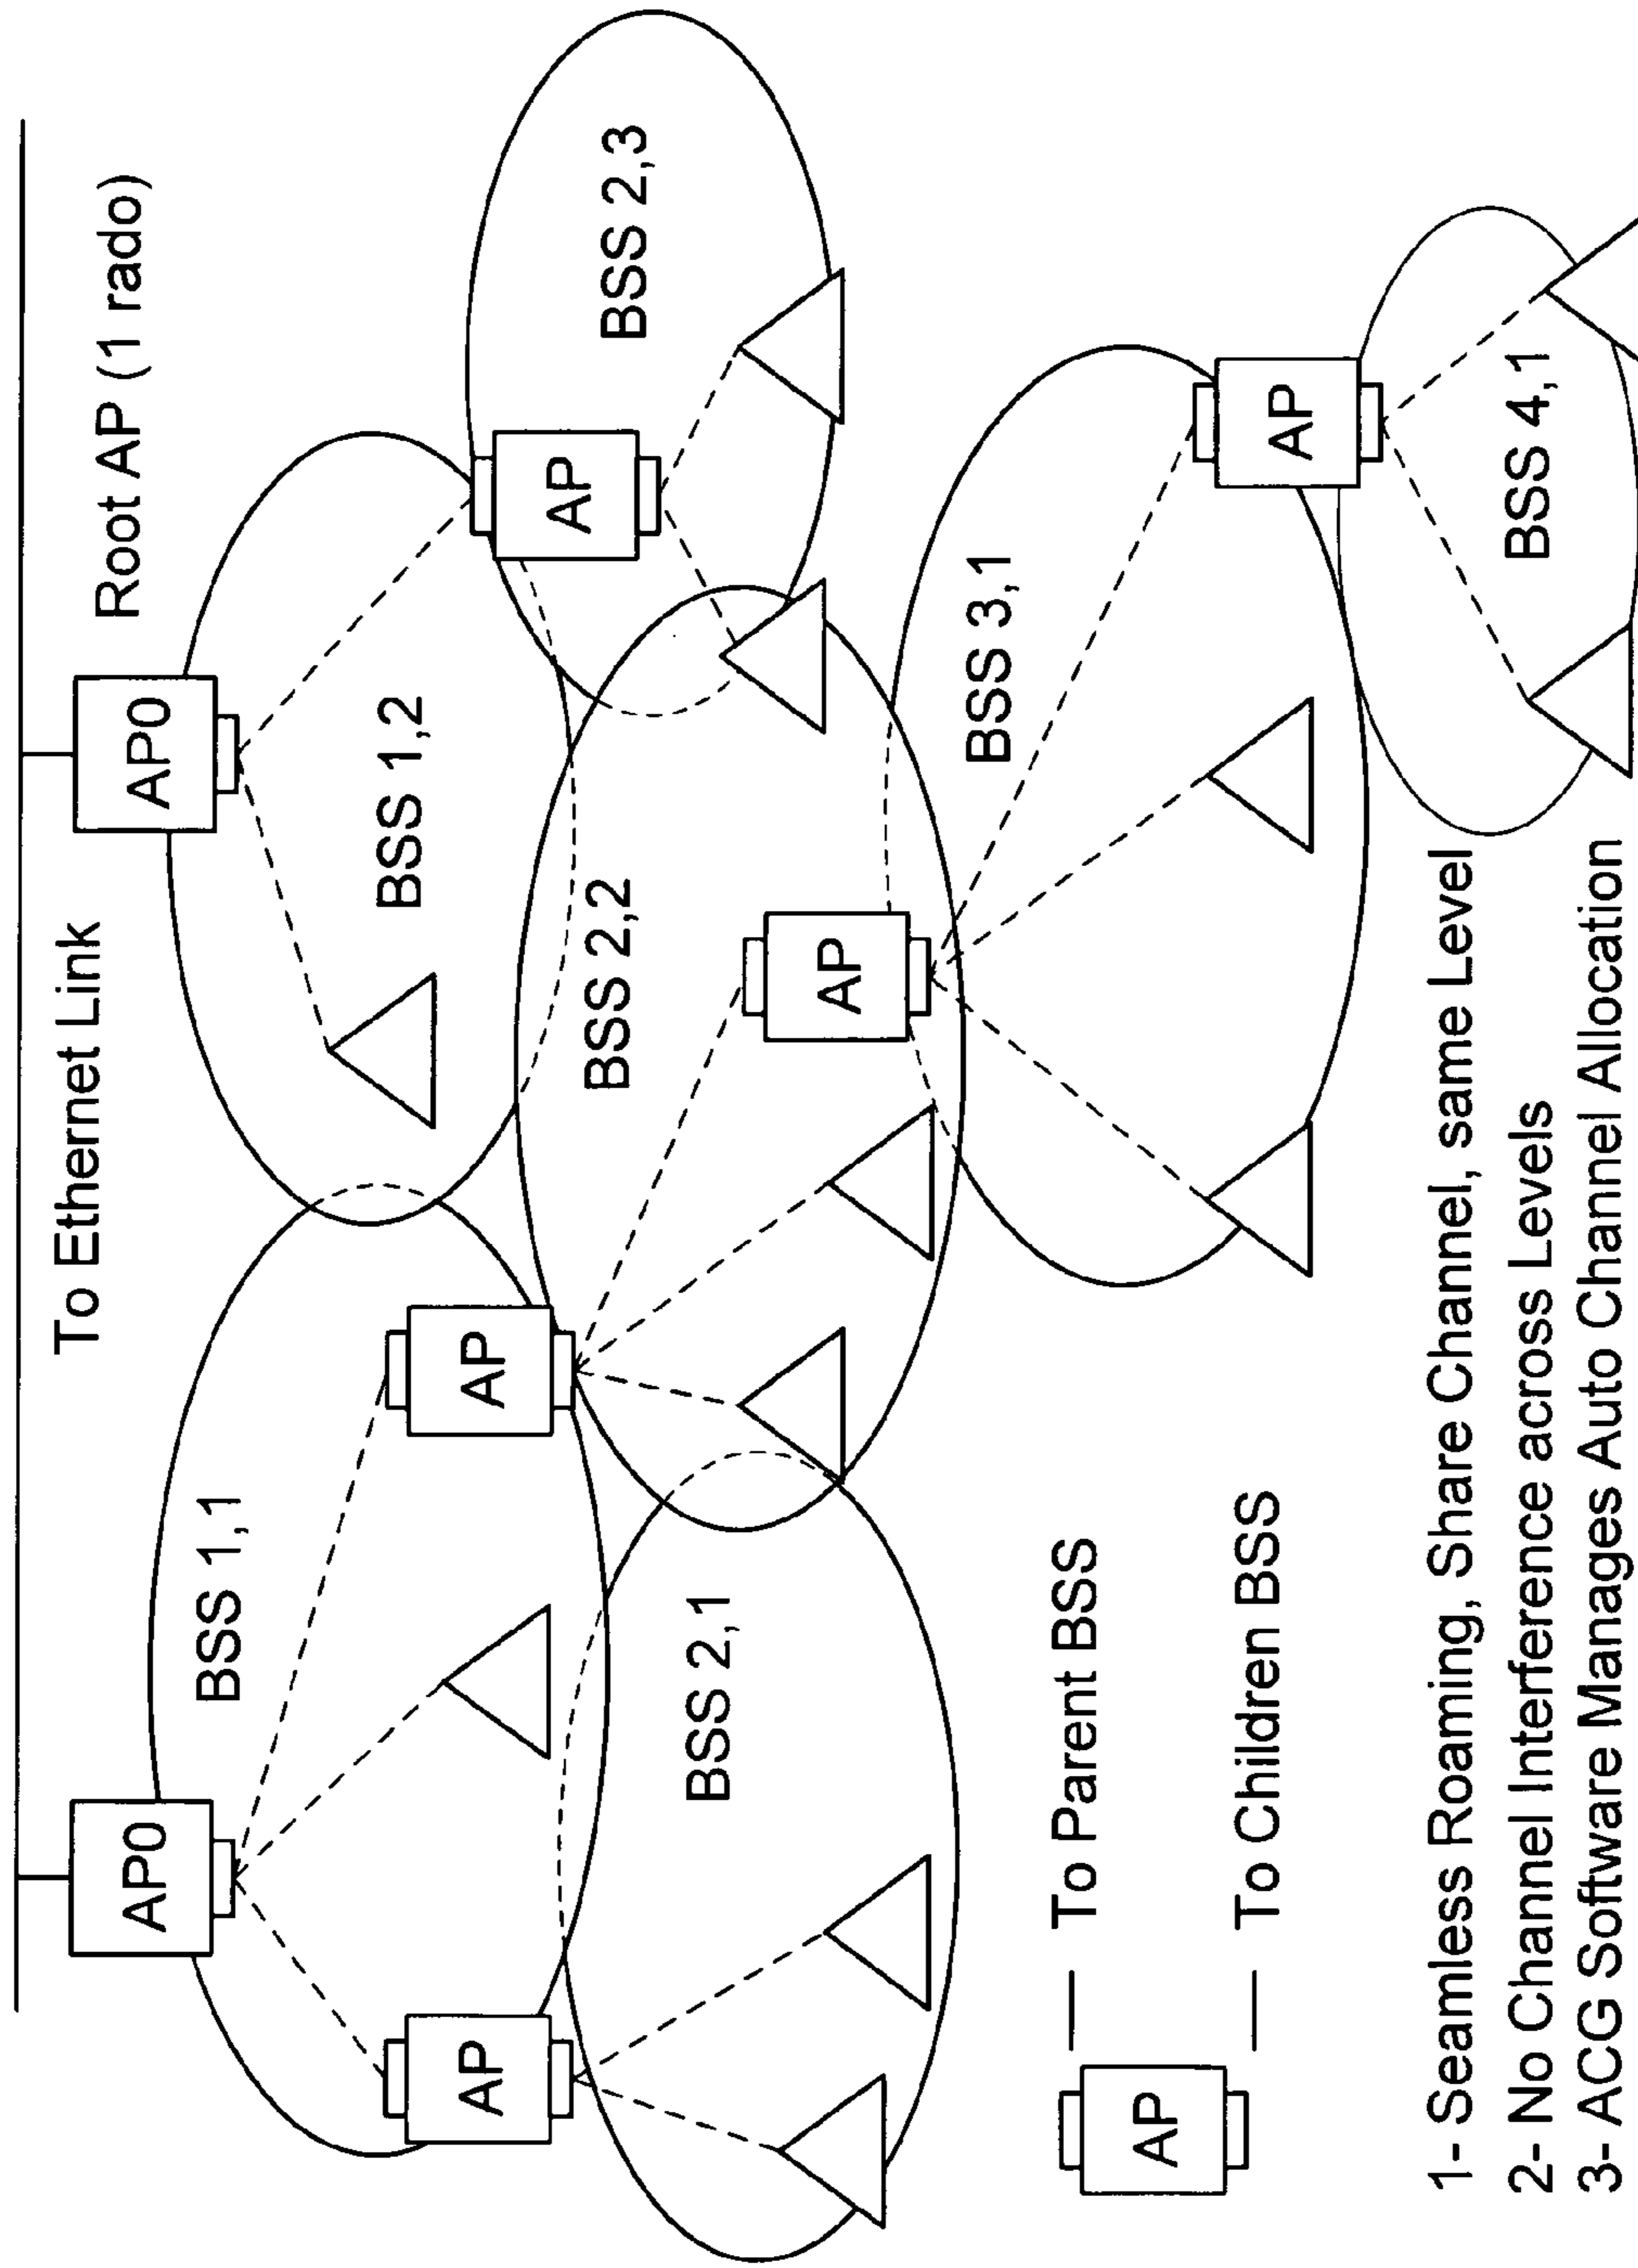 To Ethernet Link
Root AP (1 rado)
AP0
AP0
BSS 1,1
BSS 1,2
AP
AP
AP
BSS 2,1
BSS 2,2
BSS 2,3
AP
BSS 3,1
AP
BSS 4,1
AP
To Parent BSS
To Children BSS
1- Seamless Roaming, Share Channel, same Level
2- No Channel Interference across Levels
3- ACG Software Manages Auto Channel Allocation